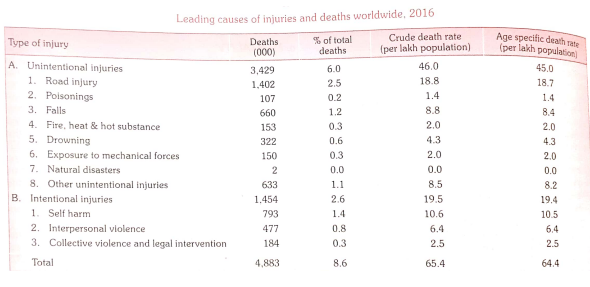 Leading causes of injuries and deaths worldwide, 2016
Type of injury Deaths (000) % of total deaths Crude death rate (per lakh population) Age specific death rate (per lakh population)
A. Unintentional injuries 3,429 6.0 46.0 45.0
1. Road injury 1,402 2.5 18.8 18.7
2. Poisonings 107 0.2 1.4 1.4
3. Falls 660 1.2 8.8 8.4
4. Fire, heat & hot substance 153 0.3 2.0 2.0
5. Drowning 322 0.6 4.3 4.3
6. Exposure to mechanical forces 150 0.3 2.0 2.0
7. Natural disasters 2 0.0 0.0 0.0
8. Other unintentional injuries 633 1.1 8.5 8.2
B. Intentional injuries 1,454 2.6 19.5 19.4
1. Self harm 793 1.4 10.6 10.5
2. Interpersonal violence 477 0.8 6.4 6.4
3. Collective violence and legal intervention 184 0.3 2.5 2.5
Total 4,883 8.6 65.4 64.4